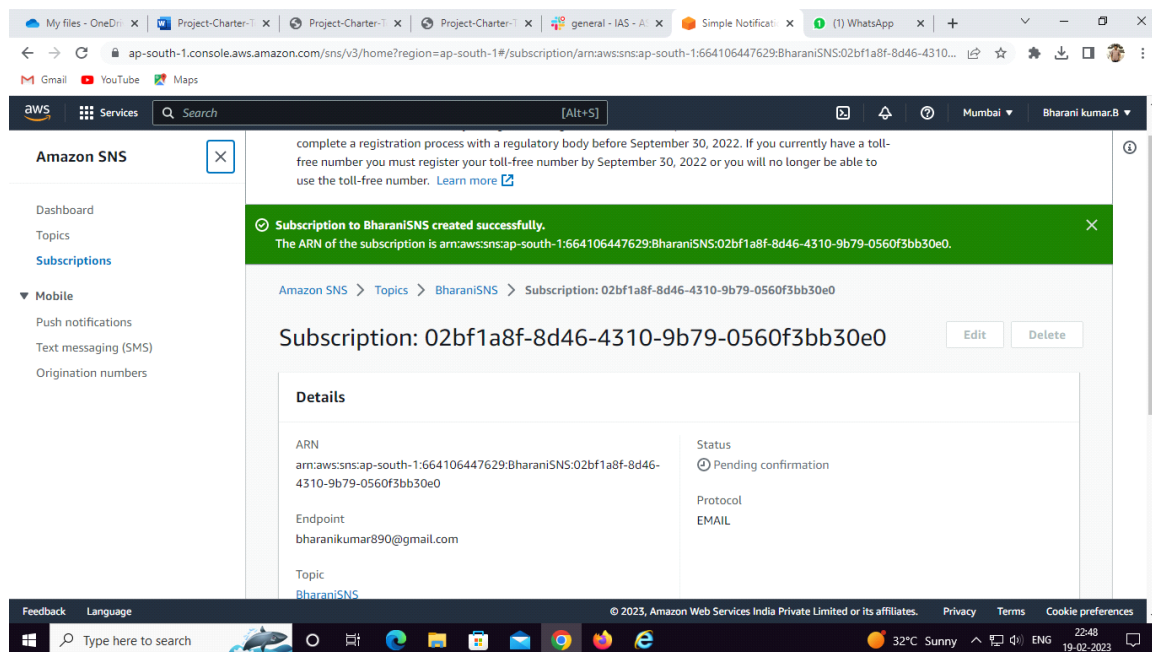 My files - OneDri
Project-Charter-T
Project-Charter-T
Project-Charter-T
general - IAS - A
Simple Notificati
(1) WhatsApp
ap-south-1.console.aws.amazon.com/sns/v3/home?region=ap-south-1#/subscription/arn:aws:sns:ap-south-1:664106447629:BharaniSNS:02bf1a8f-8d46-4310...
Gmail YouTube Maps
aws Services Search [Alt+S] Mumbai Bharani kumar.B
Amazon SNS
Dashboard
Topics
Subscriptions
Mobile
Push notifications
Text messaging (SMS)
Origination numbers
complete a registration process with a regulatory body before September 30, 2022. If you currently have a toll-
free number you must register your toll-free number by September 30, 2022 or you will no longer be able to
use the toll-free number. Learn more
Subscription to BharaniSNS created successfully.
The ARN of the subscription is arn:aws:sns:ap-south-1:664106447629:BharaniSNS:02bf1a8f-8d46-4310-9b79-0560f3bb30e0.
Amazon SNS > Topics > BharaniSNS > Subscription: 02bf1a8f-8d46-4310-9b79-0560f3bb30e0
Subscription: 02bf1a8f-8d46-4310-9b79-0560f3bb30e0
Edit Delete
Details
ARN
arn:aws:sns:ap-south-1:664106447629:BharaniSNS:02bf1a8f-8d46-
4310-9b79-0560f3bb30e0
Endpoint
bharanikumar890@gmail.com
Topic
BharaniSNS
Status
Pending confirmation
Protocol
EMAIL
Feedback Language © 2023, Amazon Web Services India Private Limited or its affiliates. Privacy Terms Cookie preferences
Type here to search 32°C Sunny ENG 22:48
19-02-2023